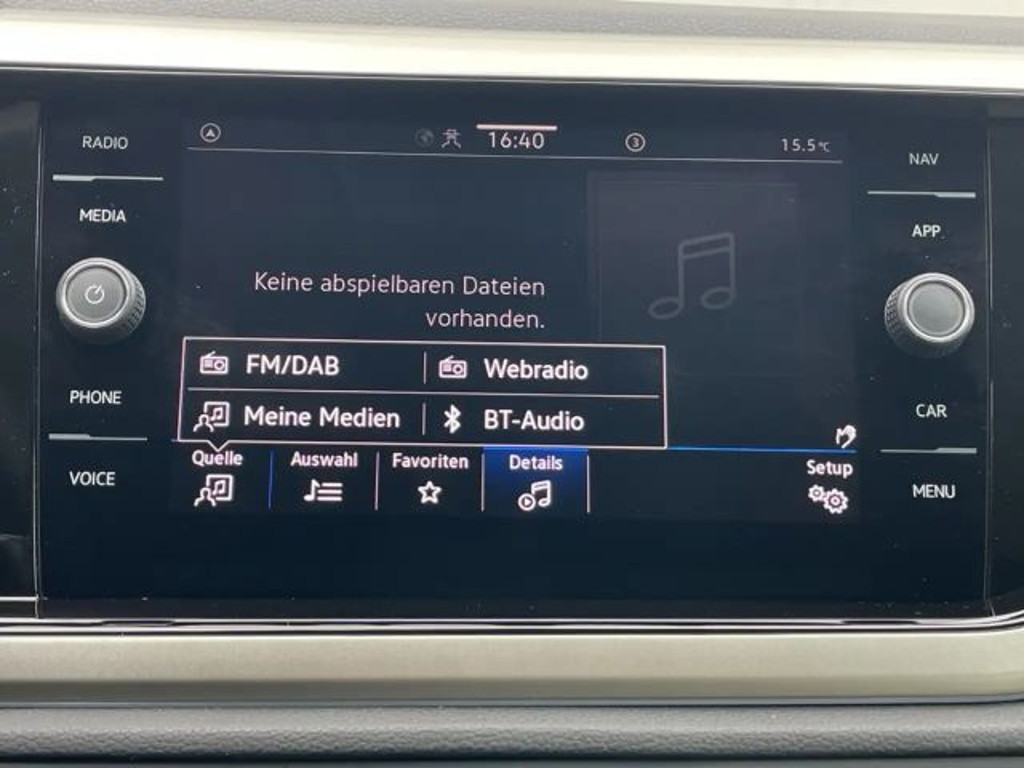 RADIO
MEDIA
PHONE
VOICE
16:40
3
15.5°C
Keine abspielbaren Dateien
vorhanden.
FM/DAB
Webradio
Meine Medien
BT-Audio
Quelle
Auswahl
Favoriten
Details
Setup
NAV
APP
CAR
MENU